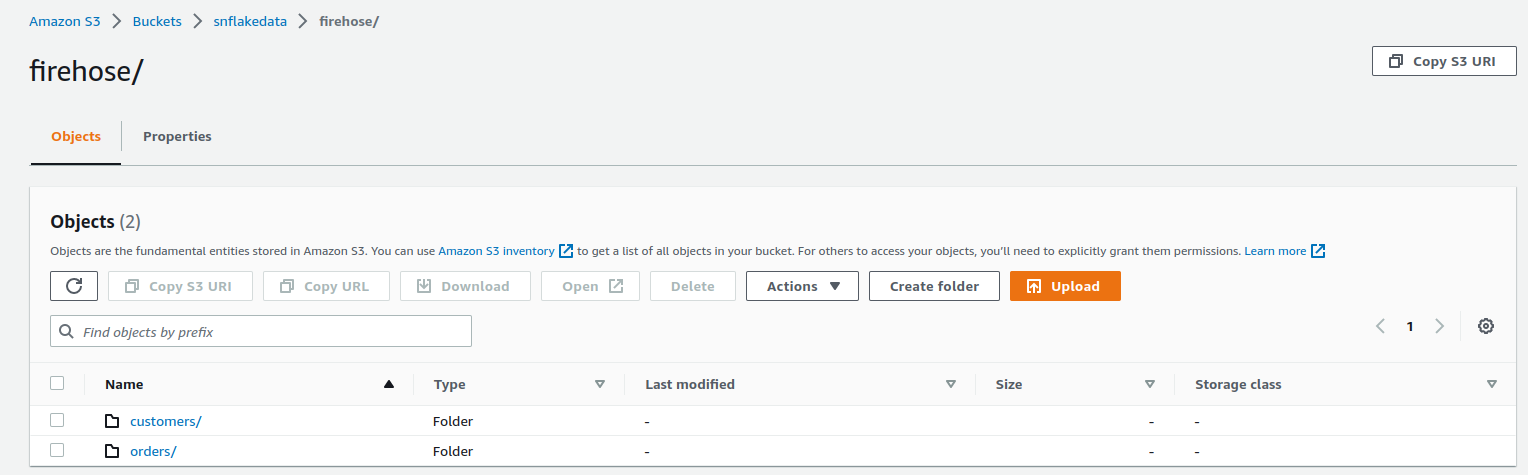 Amazon S3 > Buckets > snflakedata > firehose/
firehose/
Copy S3 URI
Objects Properties
Objects (2)
Objects are the fundamental entities stored in Amazon S3. You can use Amazon S3 inventory to get a list of all objects in your bucket. For others to access your objects, you'll need to explicitly grant them permissions. Learn more
Copy S3 URI Copy URL Download Open Delete Actions Create folder Upload
Find objects by prefix
1
Name Type Last modified Size Storage class
customers/ Folder - - -
orders/ Folder - - -